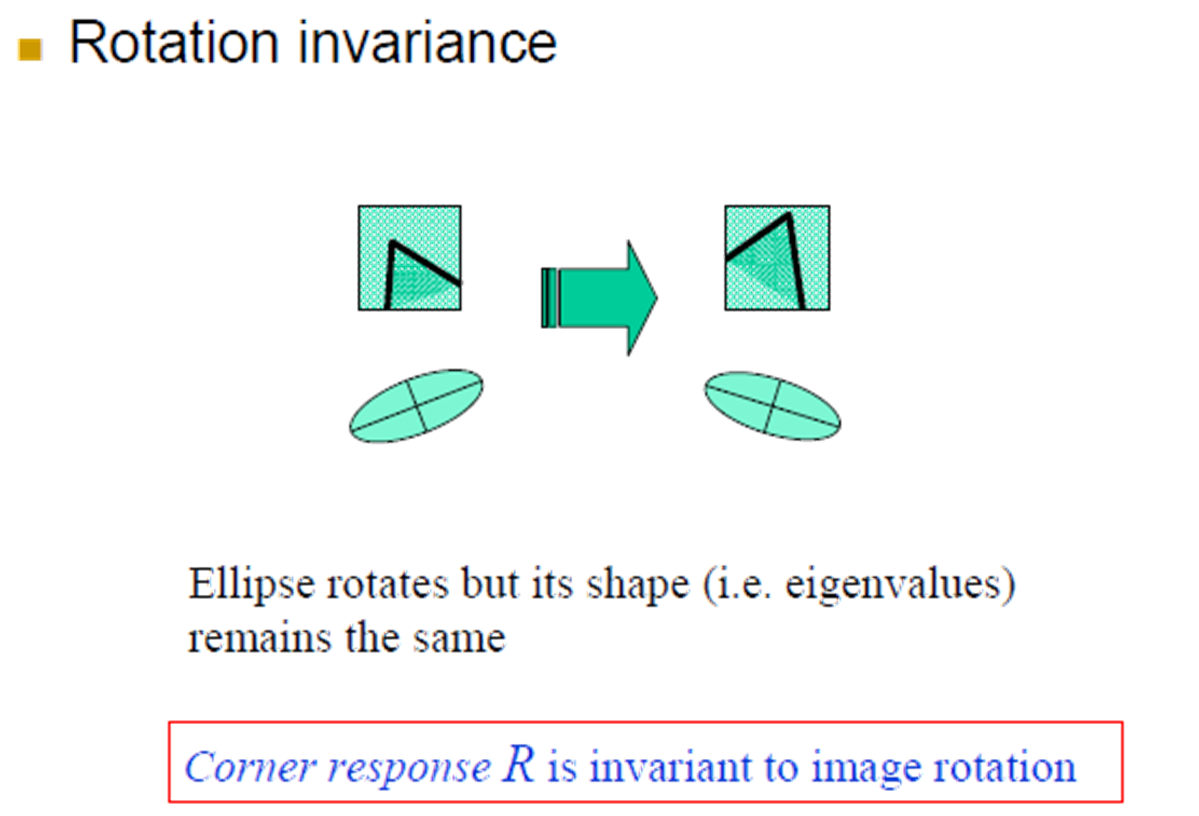 Rotation invariance
Ellipse rotates but its shape (i.e. eigenvalues)
remains the same
Corner response R is invariant to image rotation